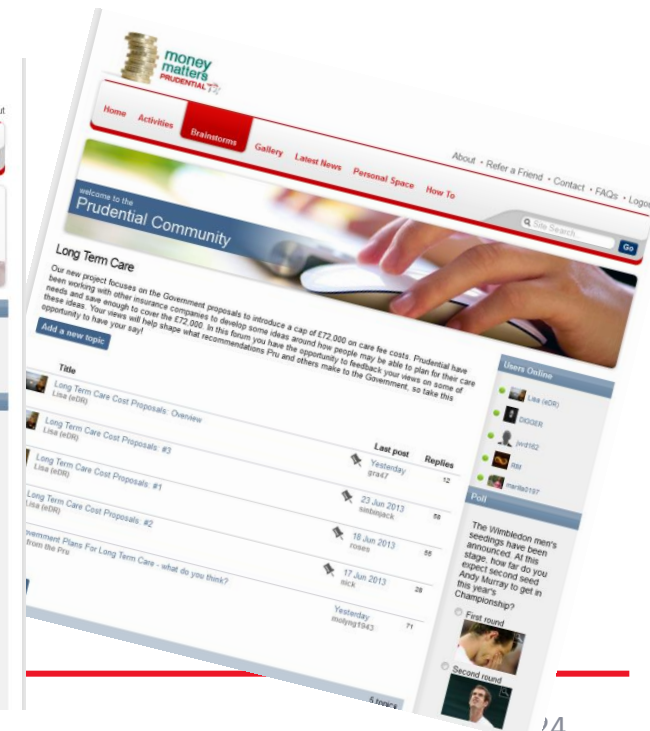 money
matters
PRUDENTIAL
About • Refer a Friend • Contact • FAQs • Logout
Home Activities Brainstorms Gallery Latest News Personal Space How To
Site Search...
Go
welcome to the
Prudential Community
Long Term Care
Our new project focuses on the Government proposals to introduce a cap of £72,000 on care fee costs. Prudential have
been working with other insurance companies to develop some ideas around how people may be able to plan for their care
needs and save enough to cover the £72,000. In this forum you have the opportunity to feedback your views on some of
these ideas. Your views will help shape what recommendations Pru and others make to the Government, so take this
opportunity to have your say!
Add a new topic
Title Last post Replies
Long Term Care Cost Proposals: Overview Yesterday 12
Lisa (eDR) gra47
Long Term Care Cost Proposals: #3 23 Jun 2013 59
Lisa (eDR) simbinjack
Long Term Care Cost Proposals: #1 18 Jun 2013 55
Lisa (eDR) roses
Long Term Care Cost Proposals: #2 17 Jun 2013 28
Lisa (eDR) sick
vernment Plans For Long Term Care - what do you think? Yesterday 71
from the Pru molyng1943
5 topics
Users Online
Lisa (eDR)
DIGGER
jwd162
RM
marilla0197
Poll
The Wimbledon men's
seedings have been
announced. At this
stage, how far do you
expect second seed
Andy Murray to get in
this year's
Championship?
First round
Second round
24